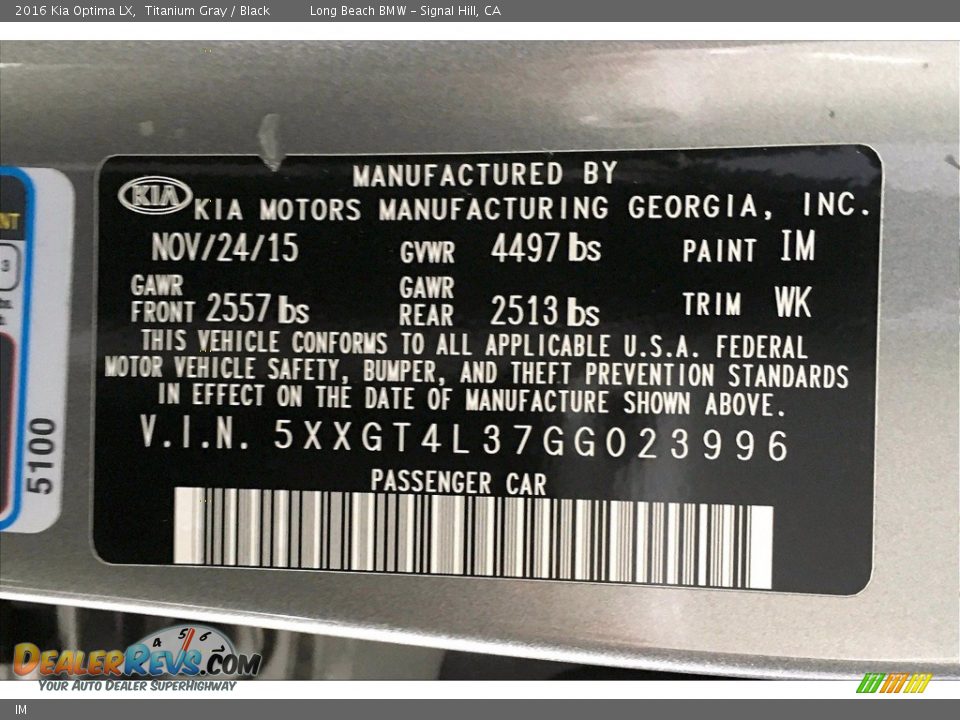 2016 Kia Optima LX, Titanium Gray / Black Long Beach BMW - Signal Hill, CA
MANUFACTURED BY
KIA KIA MOTORS MANUFACTURING GEORGIA, INC.
NOV/24/15 GVWR 4497 lbs PAINT IM
GAWR FRONT 2557 lbs GAWR REAR 2513 lbs TRIM WK
THIS VEHICLE CONFORMS TO ALL APPLICABLE U.S.A. FEDERAL
MOTOR VEHICLE SAFETY, BUMPER, AND THEFT PREVENTION STANDARDS
IN EFFECT ON THE DATE OF MANUFACTURE SHOWN ABOVE.
V.I.N. 5XXGT4L37GG023996
PASSENGER CAR
5100
4 5 6
DEALERREVS.COM
YOUR AUTO DEALER SUPERHIGHWAY
IM